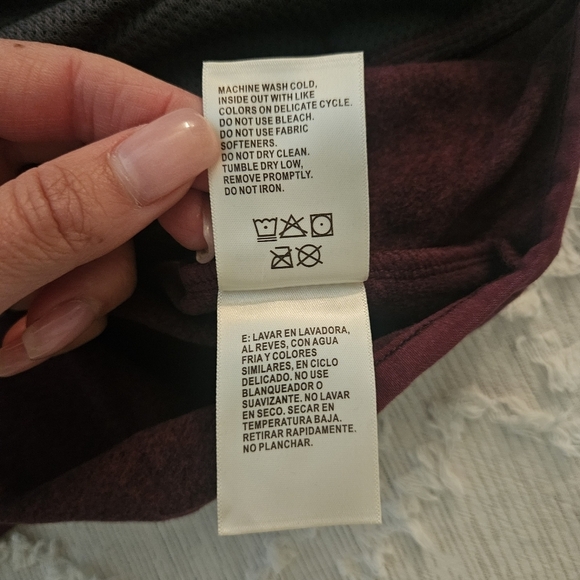 MACHINE WASH COLD,
INSIDE OUT WITH LIKE
COLORS ON DELICATE CYCLE.
DO NOT USE BLEACH.
DO NOT USE FABRIC
SOFTENERS.
DO NOT DRY CLEAN.
TUMBLE DRY LOW,
REMOVE PROMPTLY.
DO NOT IRON.
E: LAVAR EN LAVADORA,
AL REVES, CON AGUA
FRIA Y COLORES
SIMILARES, EN CICLO
DELICADO. NO USE
BLANQUEADOR O
SUAVIZANTE. NO LAVAR
EN SECO. SECAR EN
TEMPERATURA BAJA.
RETIRAR RAPIDAMENTE.
NO PLANCHAR.